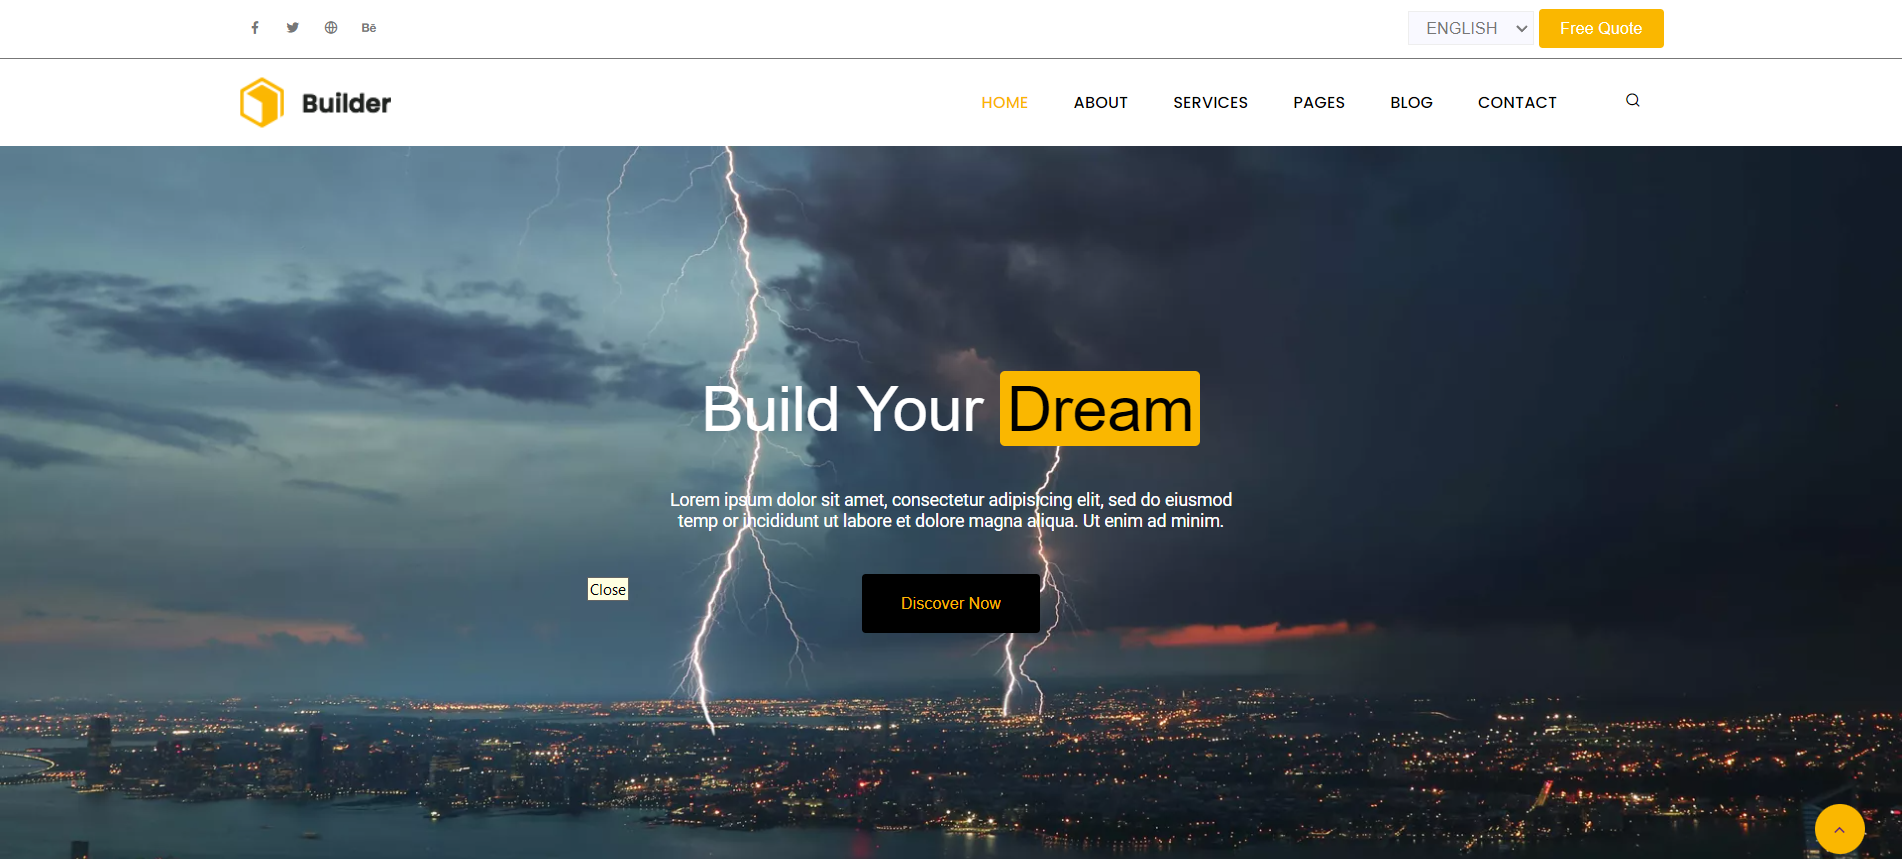 Bē
ENGLISH
Free Quote
Builder
HOME
ABOUT
SERVICES
PAGES
BLOG
CONTACT
Build Your Dream
Lorem ipsum dolor sit amet, consectetur adipisicing elit, sed do eiusmod
temp or incididunt ut labore et dolore magna aliqua. Ut enim ad minim.
Close
Discover Now